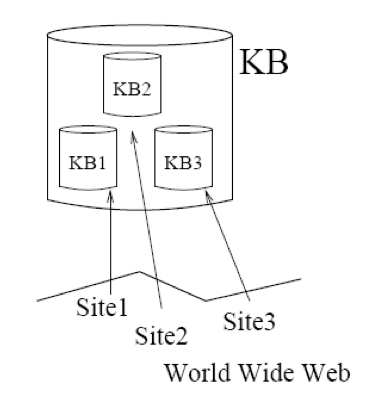 KB
KB2
KB1
KB3
Site1
Site2
Site3
World Wide Web